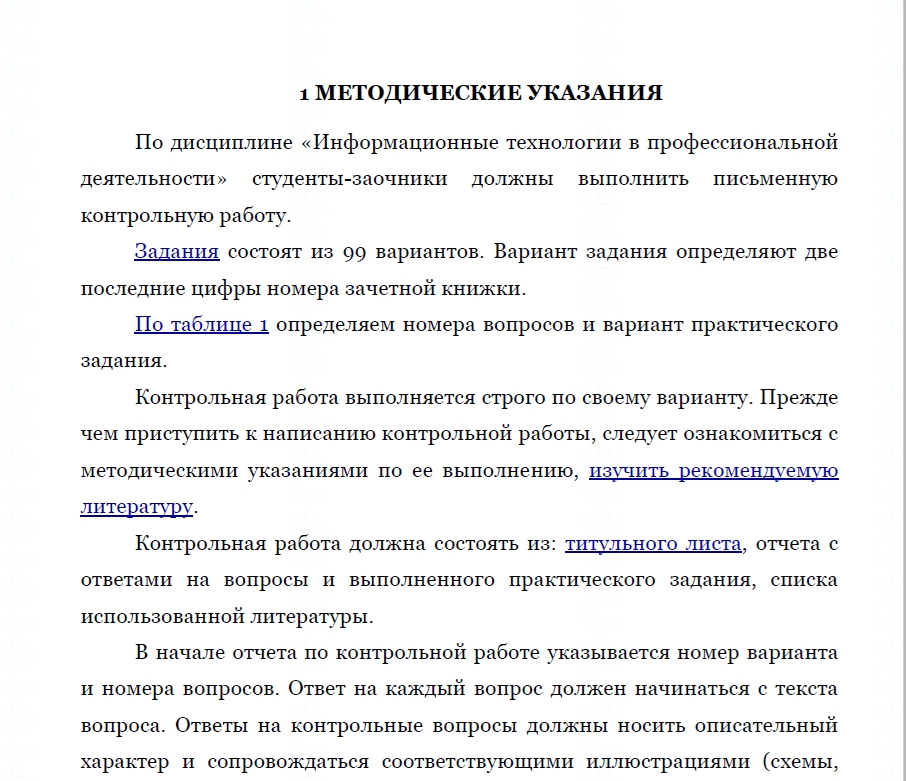 1 МЕТОДИЧЕСКИЕ УКАЗАНИЯ
По дисциплине «Информационные технологии в профессиональной
деятельности» студенты-заочники должны выполнить письменную
контрольную работу.
Задания состоят из 99 вариантов. Вариант задания определяют две
последние цифры номера зачетной книжки.
По таблице 1 определяем номера вопросов и вариант практического
задания.
Контрольная работа выполняется строго по своему варианту. Прежде
чем приступить к написанию контрольной работы, следует ознакомиться с
методическими указаниями по ее выполнению, изучить рекомендуемую
литературу.
Контрольная работа должна состоять из: титульного листа, отчета с
ответами на вопросы и выполненного практического задания, списка
использованной литературы.
В начале отчета по контрольной работе указывается номер варианта
и номера вопросов. Ответ на каждый вопрос должен начинаться с текста
вопроса. Ответы на контрольные вопросы должны носить описательный
характер и сопровождаться соответствующими иллюстрациями (схемы,